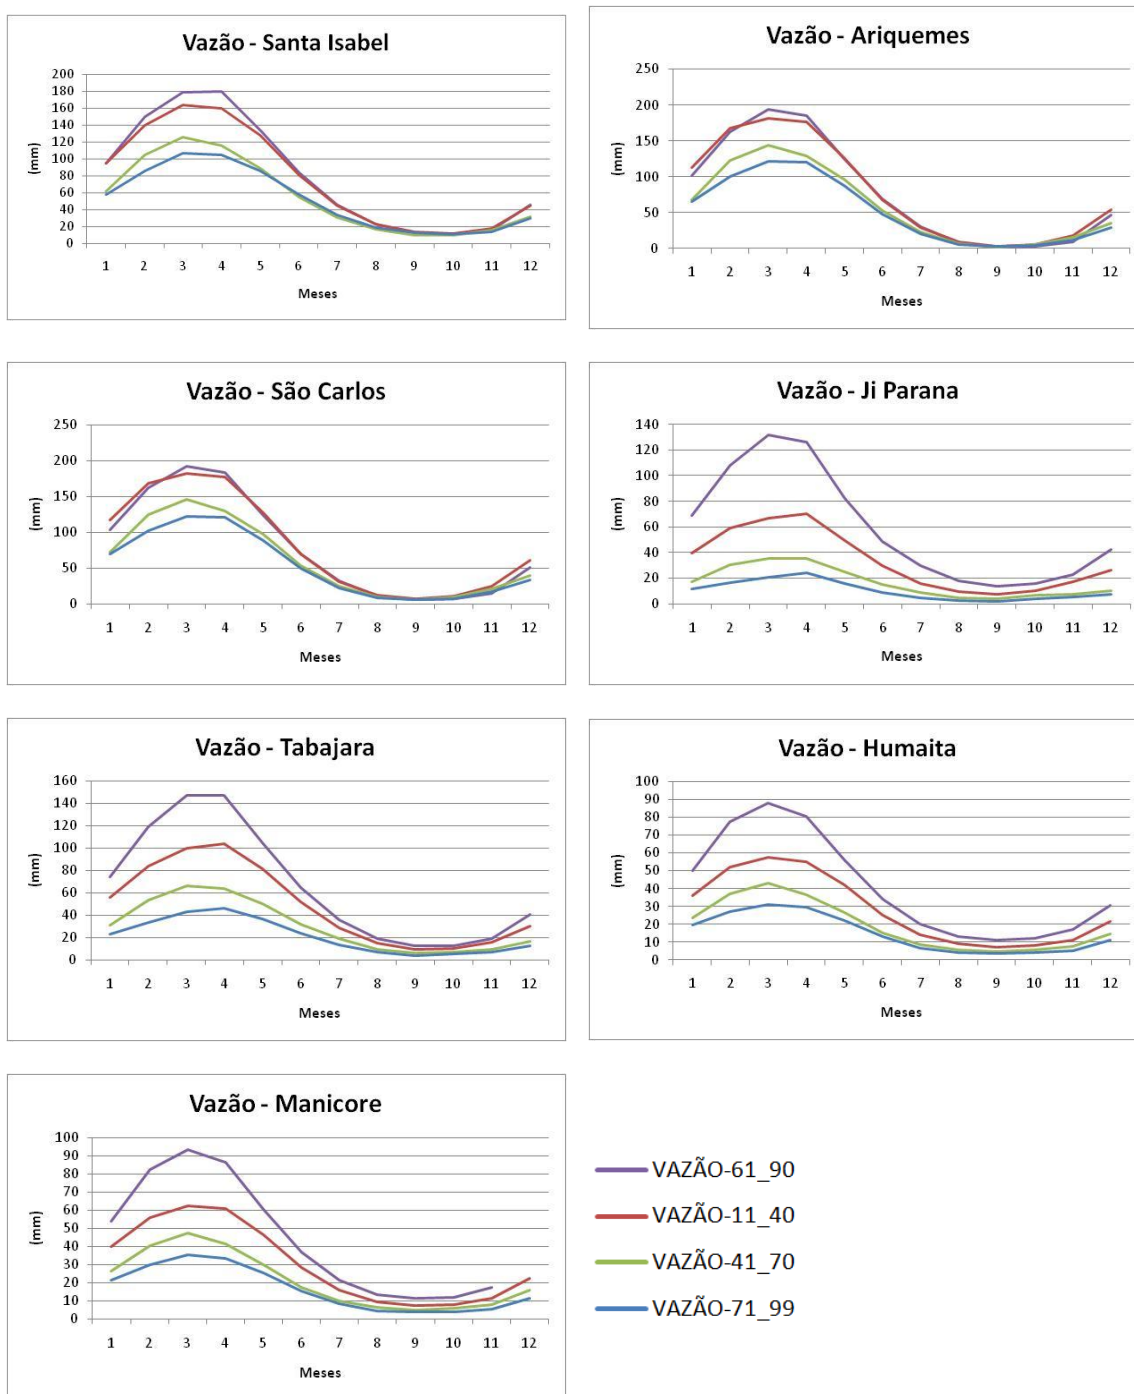 Vazão - Santa Isabel
200
180
160
140
120
100
80
60
40
20
0
(mm)
1 2 3 4 5 6 7 8 9 10 11 12
Meses
Vazão - Ariquemes
250
200
150
100
50
0
(mm)
1 2 3 4 5 6 7 8 9 10 11 12
Meses
Vazão - São Carlos
250
200
150
100
50
0
(mm)
1 2 3 4 5 6 7 8 9 10 11 12
Meses
Vazão - Ji Parana
140
120
100
80
60
40
20
0
(mm)
1 2 3 4 5 6 7 8 9 10 11 12
Meses
Vazão - Tabajara
160
140
120
100
80
60
40
20
0
(mm)
1 2 3 4 5 6 7 8 9 10 11 12
Meses
Vazão - Humaita
100
90
80
70
60
50
40
30
20
10
0
(mm)
1 2 3 4 5 6 7 8 9 10 11 12
Meses
Vazão - Manicore
100
90
80
70
60
50
40
30
20
10
0
(mm)
1 2 3 4 5 6 7 8 9 10 11 12
Meses
VAZÃO-61_90
VAZÃO-11_40
VAZÃO-41_70
VAZÃO-71_99